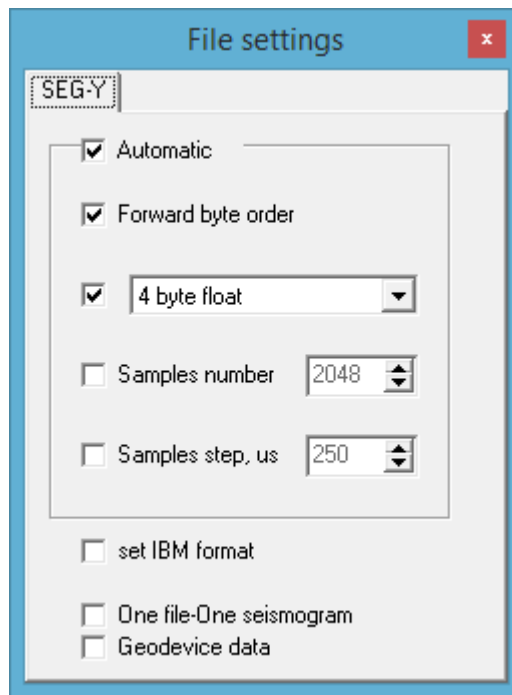 File settings
x
SEG-Y
Automatic
Forward byte order
4 byte float
Samples number 2048
Samples step, us 250
set IBM format
One file-One seismogram
Geodevice data